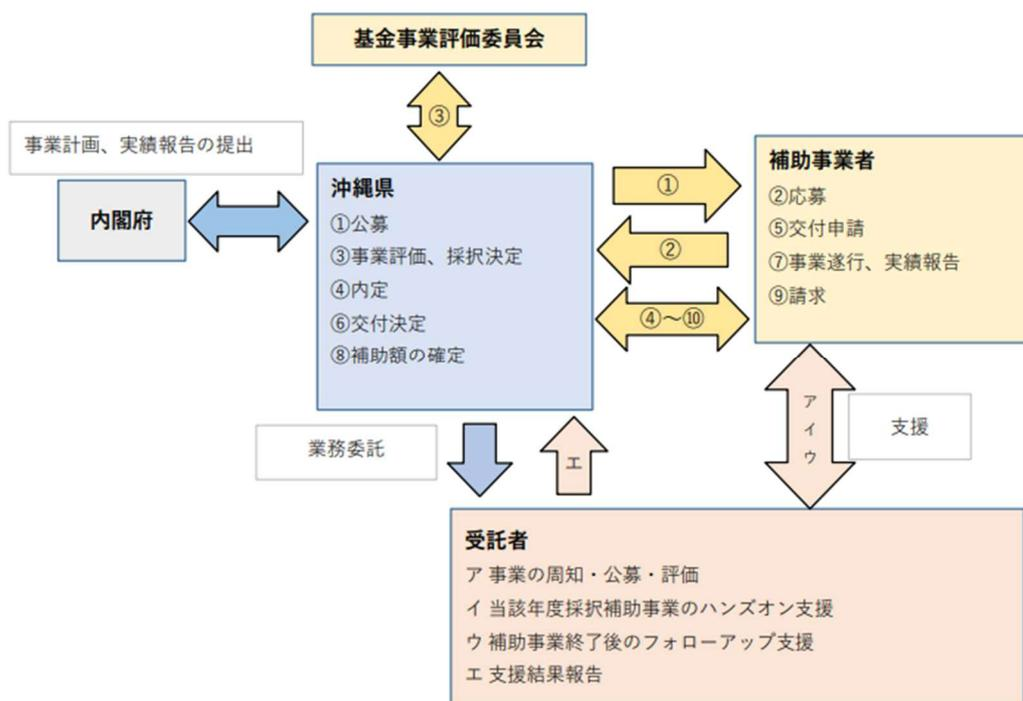 基金事業評価委員会
③
事業計画、実績報告の提出
内閣府
沖縄県
①公募
③事業評価、採択決定
④内定
⑥交付決定
⑧補助額の確定
①
②
④～⑩
補助事業者
②応募
⑤交付申請
⑦事業遂行、実績報告
⑨請求
業務委託
エ
ア
イ
ウ
支援
受託者
ア 事業の周知・公募・評価
イ 当該年度採択補助事業のハンズオン支援
ウ 補助事業終了後のフォローアップ支援
エ 支援結果報告